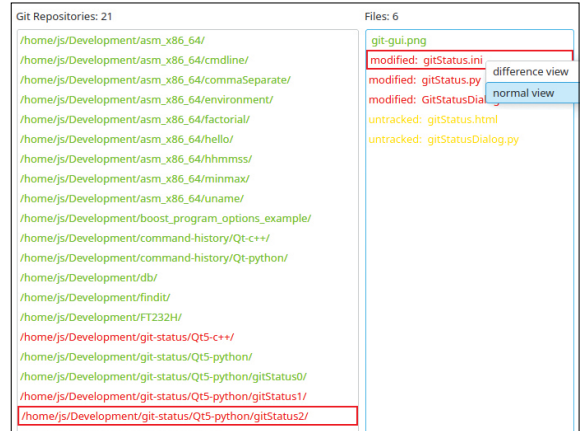 Git Repositories: 21
/home/js/Development/asm_x86_64/
/home/js/Development/asm_x86_64/cmdline/
/home/js/Development/asm_x86_64/commaSeparate/
/home/js/Development/asm_x86_64/environment/
/home/js/Development/asm_x86_64/factorial/
/home/js/Development/asm_x86_64/hello/
/home/js/Development/asm_x86_64/hhmmss/
/home/js/Development/asm_x86_64/minmax/
/home/js/Development/asm_x86_64/uname/
/home/js/Development/boost_program_options_example/
/home/js/Development/command-history/Qt-c++/
/home/js/Development/command-history/Qt-python/
/home/js/Development/db/
/home/js/Development/findit/
/home/js/Development/FT232H/
/home/js/Development/git-status/Qt5-c++/
/home/js/Development/git-status/Qt5-python/
/home/js/Development/git-status/Qt5-python/gitStatus0/
/home/js/Development/git-status/Qt5-python/gitStatus1/
/home/js/Development/git-status/Qt5-python/gitStatus2/
Files: 6
git-gui.png
modified: gitStatus.ini
modified: gitStatus.py
modified: GitStatusDia
untracked: gitStatus.html
untracked: gitStatusDialog.py
difference view
normal view